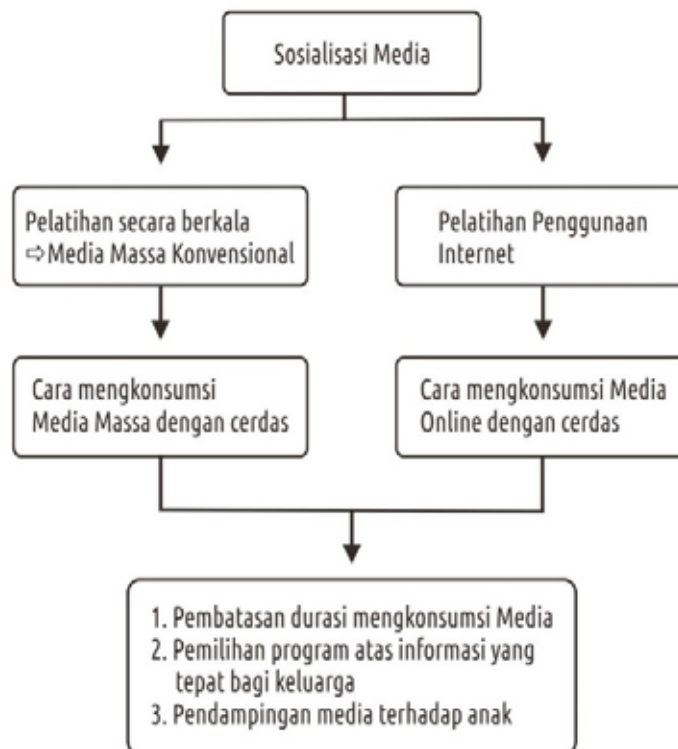 Sosialisasi Media
Pelatihan secara berkala
⇨Media Massa Konvensional
Pelatihan Penggunaan
Internet
Cara mengkonsumsi
Media Massa dengan cerdas
Cara mengkonsumsi Media
Online dengan cerdas
1. Pembatasan durasi mengkonsumsi Media
2. Pemilihan program atas informasi yang
tepat bagi keluarga
3. Pendampingan media terhadap anak